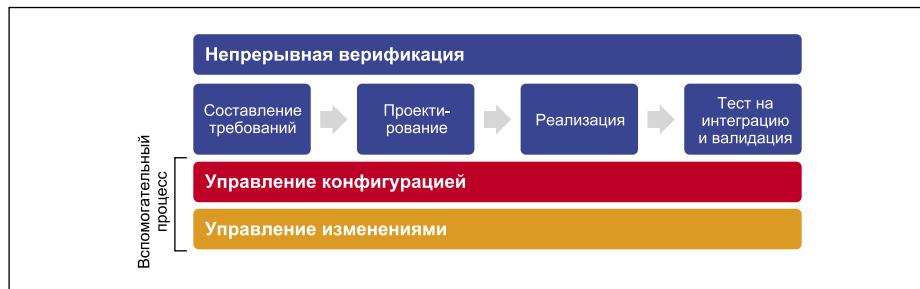 Непрерывная верификация
Составление
требований
Проекти-
рование
Реализация
Тест на
интеграцию
и валидация
Вспомогательный
процесс
Управление конфигурацией
Управление изменениями